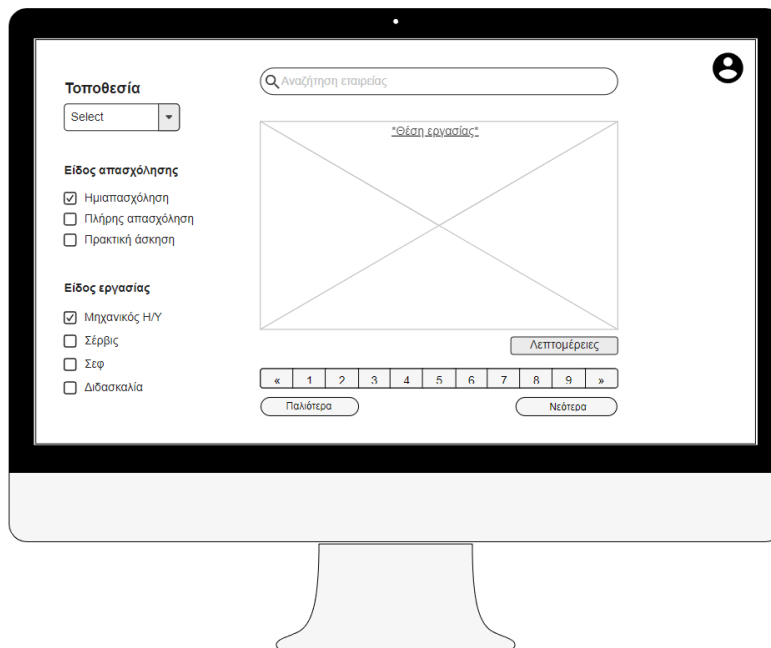 Τοποθεσία
Select
Είδος απασχόλησης
Ημιαπασχόληση
Πλήρης απασχόληση
Πρακτική άσκηση
Είδος εργασίας
Μηχανικός Η/Υ
Σέρβις
Σεφ
Διδασκαλία
Αναζήτηση εταιρείας
*Θέση εργασίας*
Λεπτομέρειες
« 1 2 3 4 5 6 7 8 9 »
Παλιότερα Νεότερα